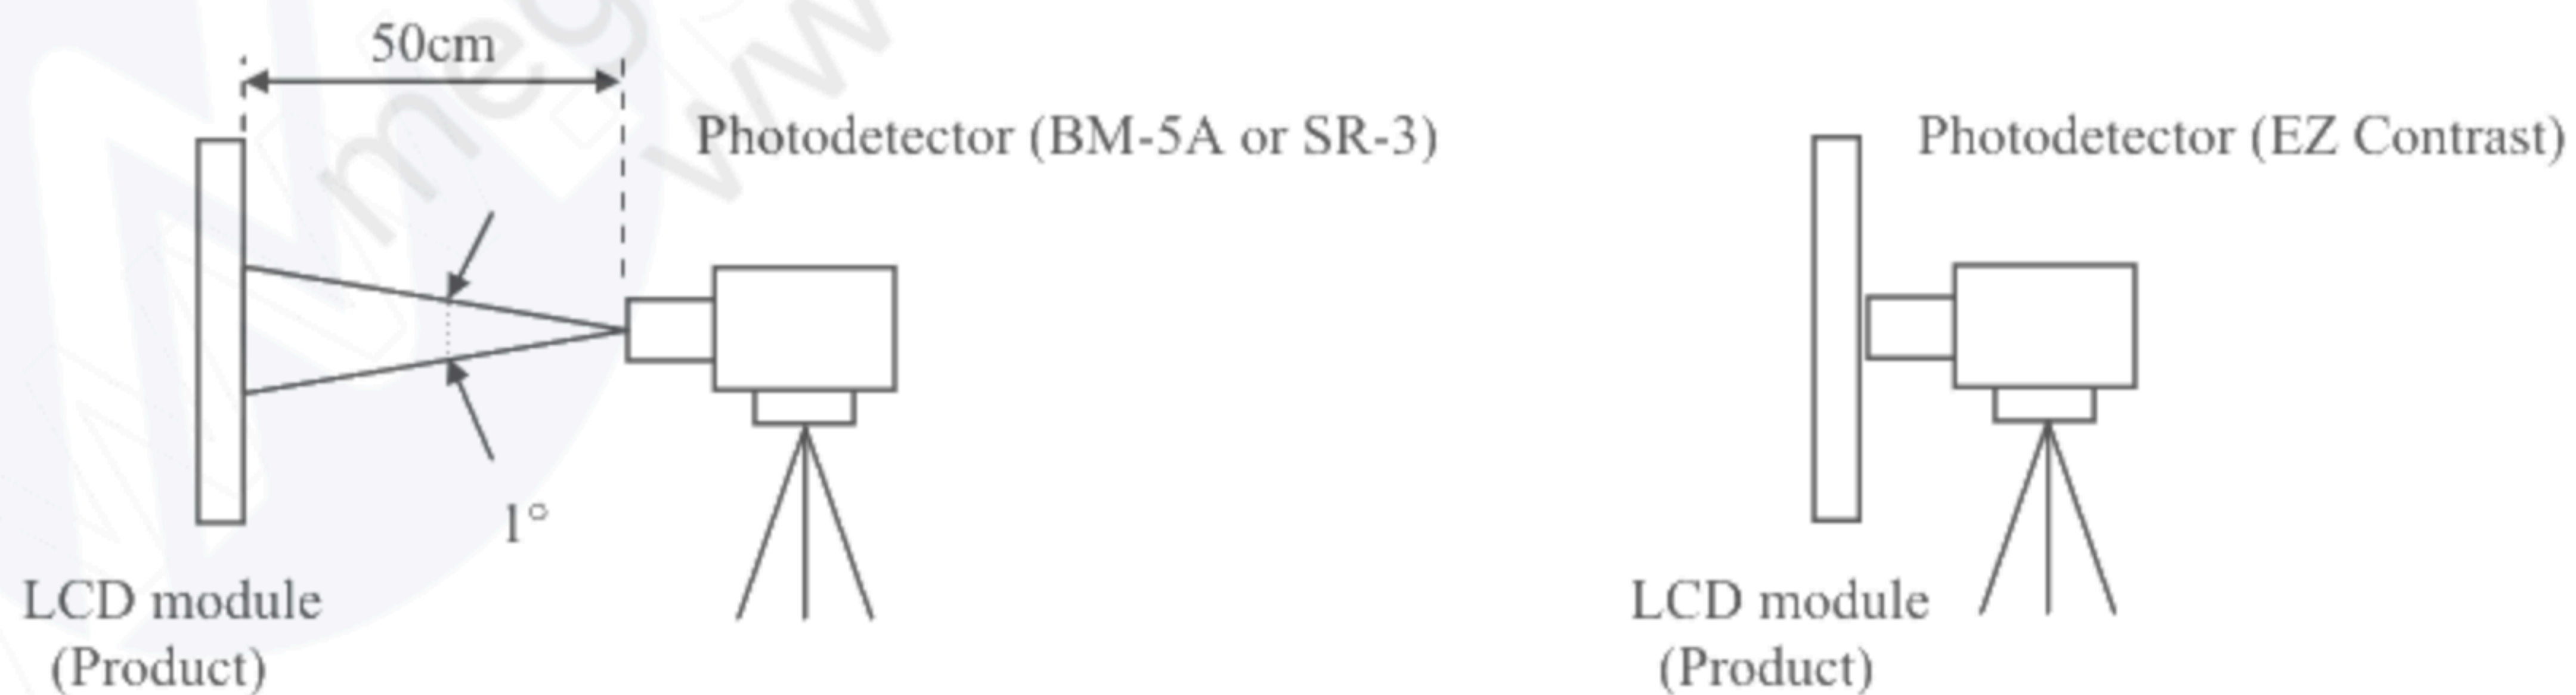 50cm
Photodetector (BM-5A or SR-3)
1°
LCD module
(Product)
Photodetector (EZ Contrast)
LCD module
(Product)